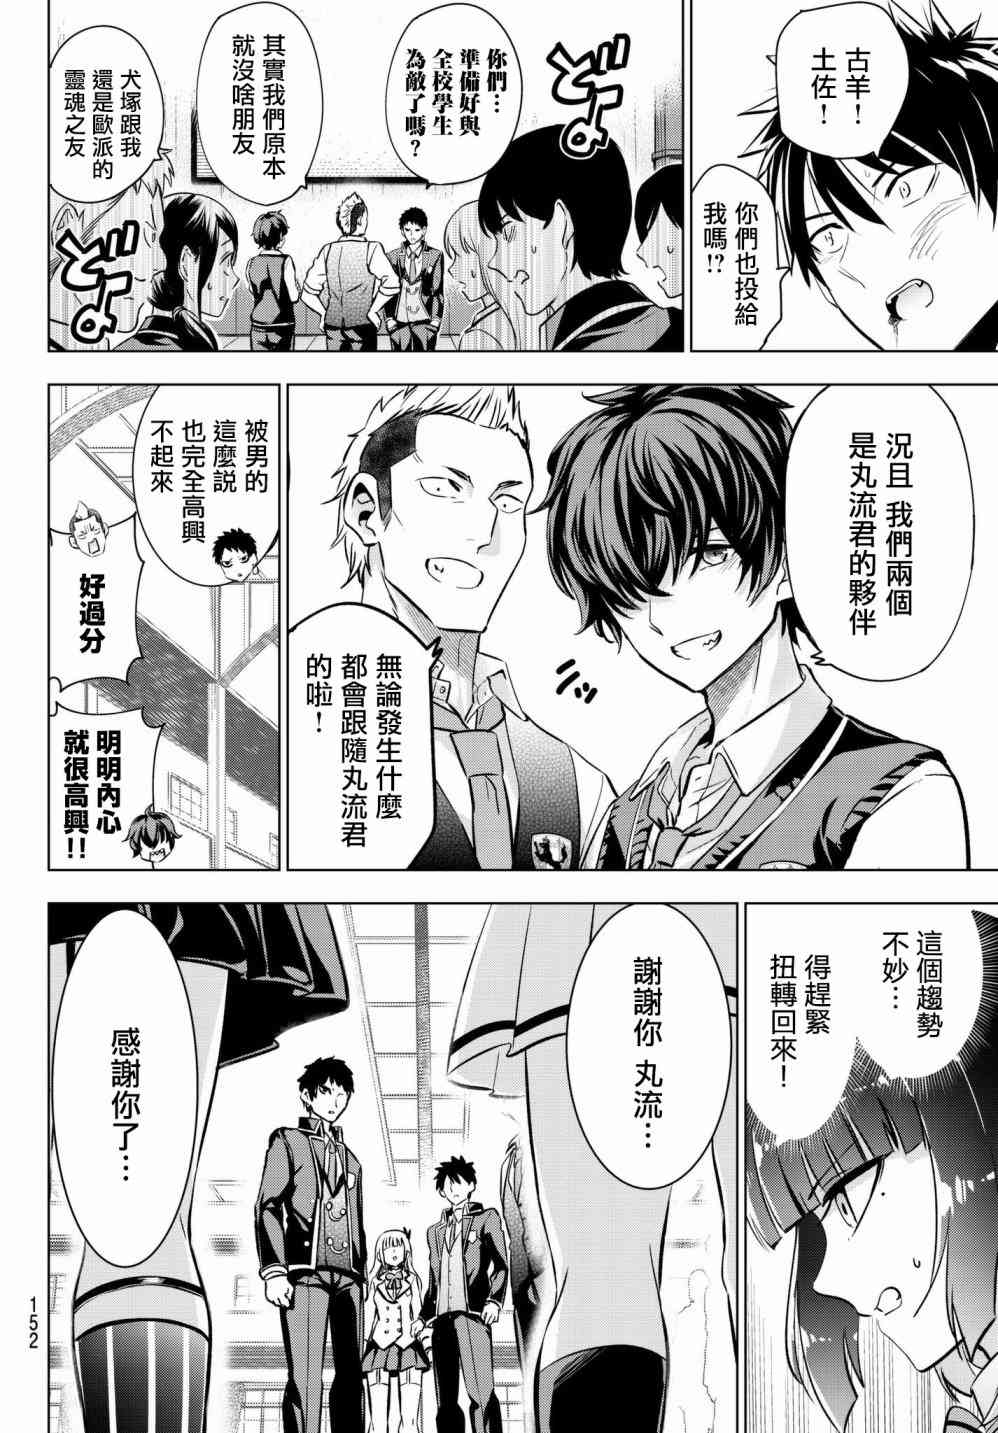 古羊！
土佐！
你們也投給
我嗎!?
你們…
準備好與
全校學生
為敵了嗎？
其實我們原本
就沒啥朋友
犬塚跟我
還是歐派的
靈魂之友
どよ
どよ
況且 我們兩個
是丸流君的夥伴
無論發生什麼
都會跟隨丸流君
的啦！
被男的
這麼說
也完全高興
不起來
好過分
明明內心
就很高興!!
這個趨勢
不妙…
得趕緊
扭轉回來！
謝謝你 丸流…
感謝你了…
152